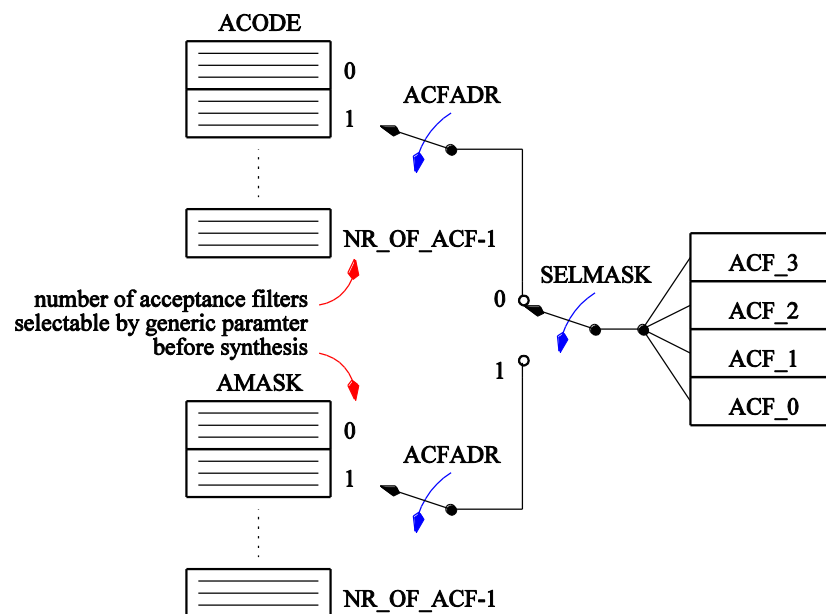 ACODE
0
1
ACFADR
NR_OF_ACF-1
number of acceptance filters
selectable by generic paramter
before synthesis
SELMASK
0
1
ACF_3
ACF_2
ACF_1
ACF_0
AMASK
0
1
ACFADR
NR_OF_ACF-1